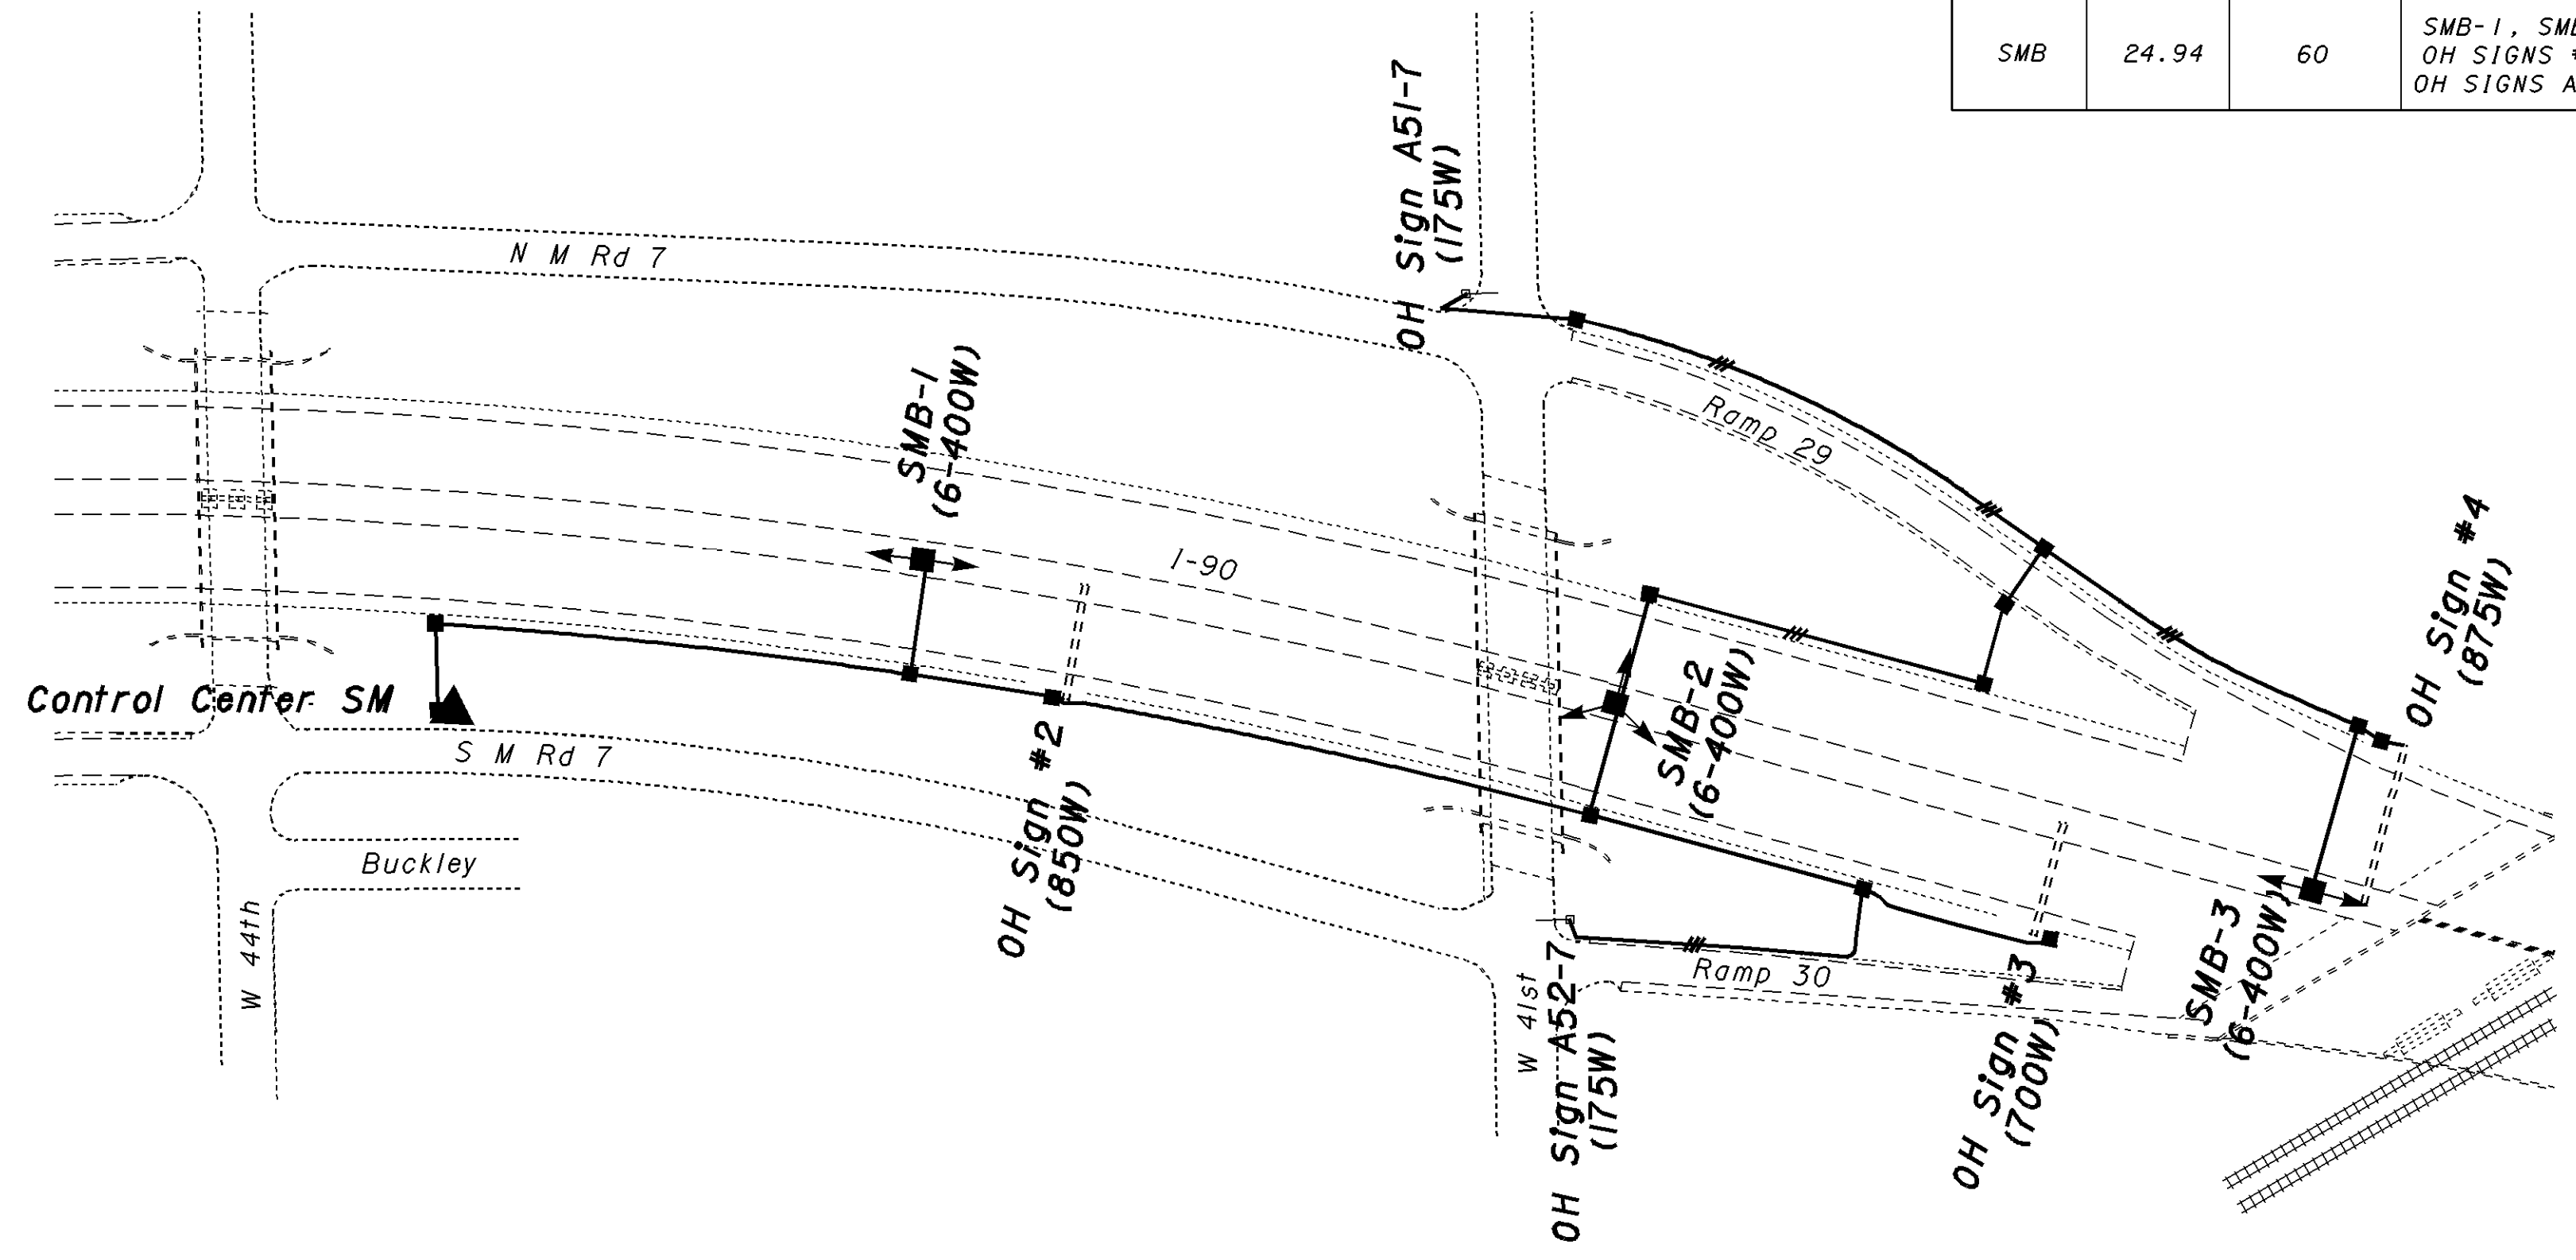 SMB
24.94
60
SMB-1, SM
OH SIGNS
OH SIGNS A
OH Sign A51-7
(175W)
N M Rd 7
SMB-1
(6-400W)
Ramp 29
I-90
OH Sign #4
(875W)
SMB-2
(6-400W)
Control Center SM
S M Rd 7
OH Sign #2
(850W)
Buckley
W 44th
SMB-3
(6-400W)
Ramp 30
W 41st
OH Sign A52-7
(175W)
OH Sign #3
(700W)